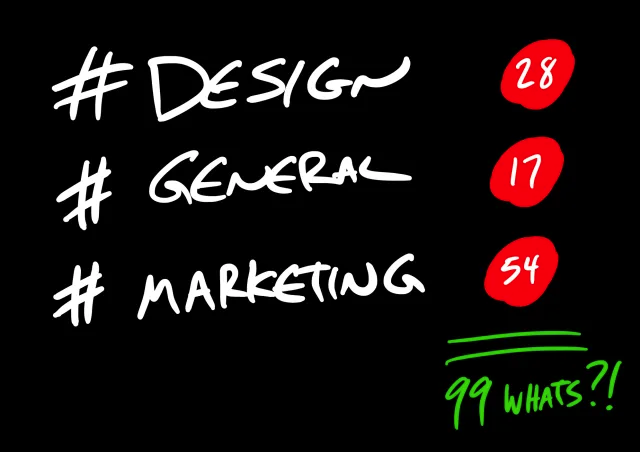 # DESIGN 28
# GENERAL 17
# MARKETING 54
99 WHATS?!